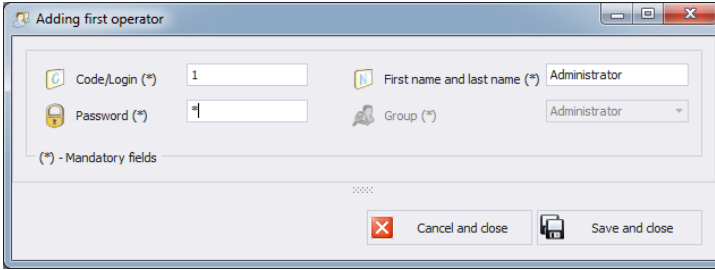 Adding first operator
Code/Login (*) 1 First name and last name (*) Administrator
Password (*) * Group (*) Administrator
(*) - Mandatory fields
Cancel and close Save and close